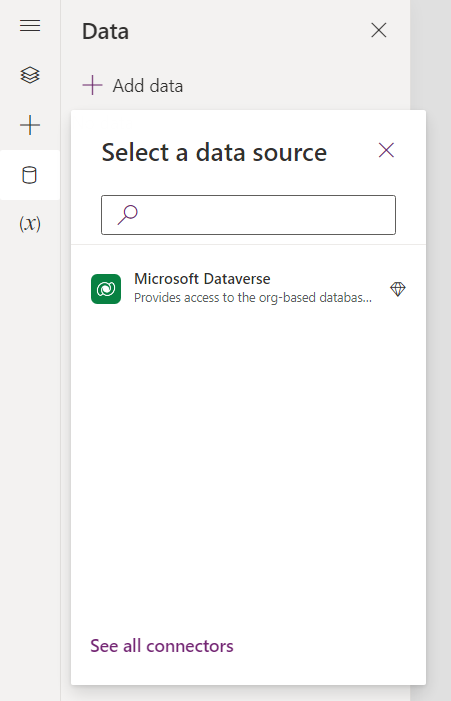 Data
Add data
Select a data source
Microsoft Dataverse
Provides access to the org-based databas...
(x)
See all connectors